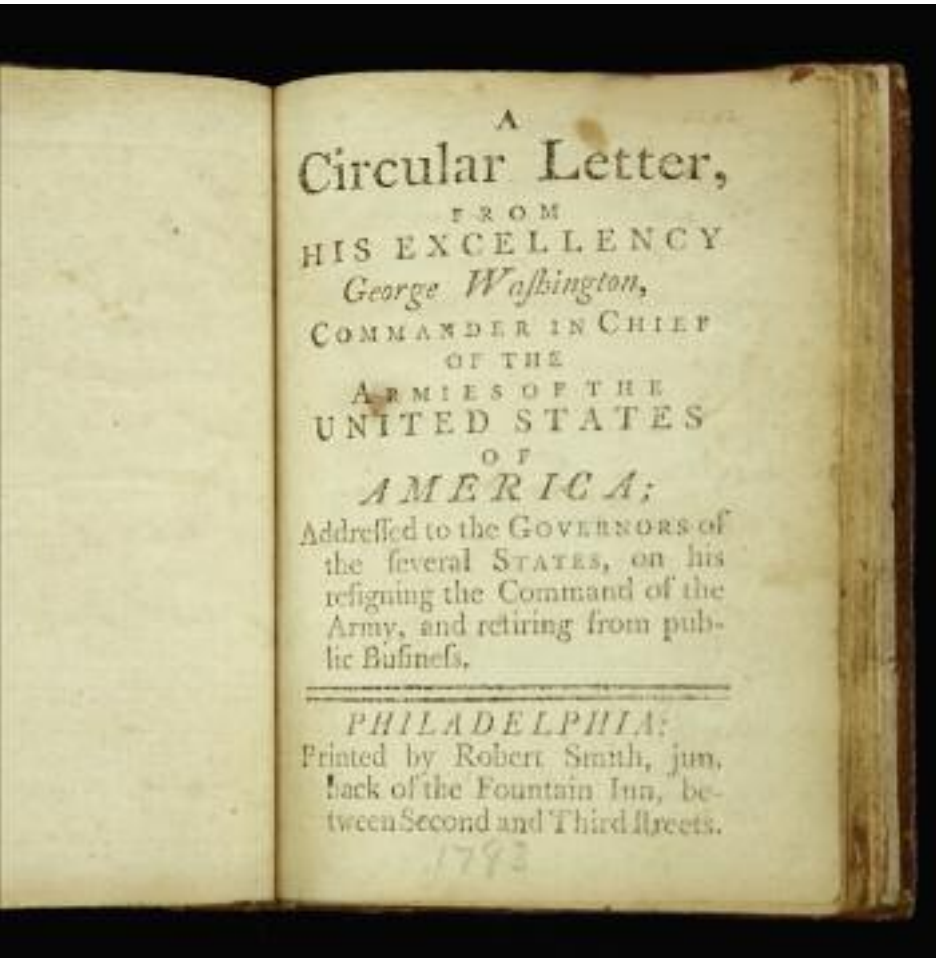 A
Circular Letter,
FROM
HIS EXCELLENCY
George Waſhington,
COMMANDER IN CHIEF
OF THE
ARMIES OF THE
UNITED STATES
OF
AMERICA;
Addreſſed to the GOVERNORS of
the ſeveral STATES, on his
reſigning the Command of the
Army, and retiring from pub-
lic Buſineſs.
PHILADELPHIA:
Printed by Robert Smith, jun.
back of the Fountain Inn, be-
tween Second and Third ſtreets.
1783